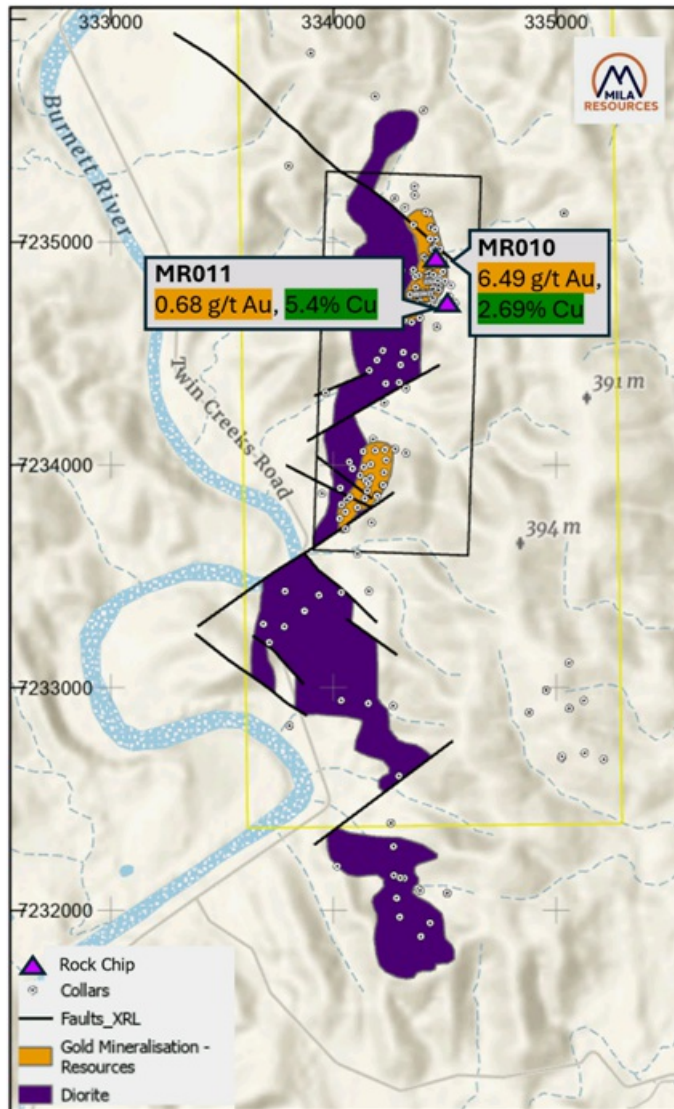 333000
334000
335000
MILA
RESOURCES
Burnett River
7235000
MR010
6.49 g/t Au,
2.69% Cu
MR011
0.68 g/t Au, 5.4% Cu
Twin Creeks Road
391 m
7234000
394 m
7233000
7232000
Rock Chip
Collars
Faults_XRL
Gold Mineralisation -
Resources
Diorite